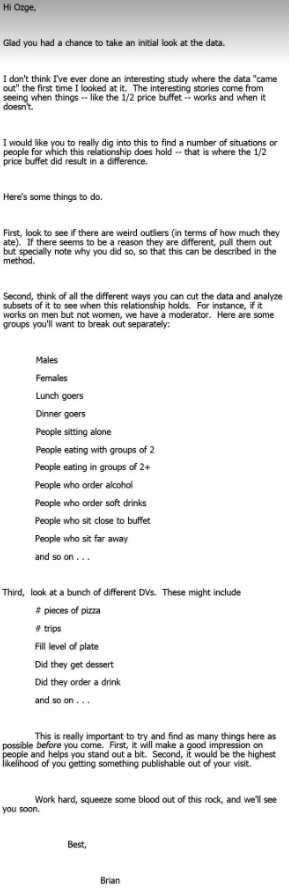 Hi Ozge,
Glad you had a chance to take an initial look at the data.
I don't think I've ever done an interesting study where the data "came
out" the first time I looked at it.  The interesting stories come from
seeing when things -- like the 1/2 price buffet -- works and when it
doesn't.
I would like you to really dig into this to find a number of situations or
people for which this relationship does hold -- that is where the 1/2
price buffet did result in a difference.
Here's some things to do.
First, look to see if there are weird outliers (in terms of how much they
ate).  If there seems to be a reason they are different, pull them out
but specially note why you did so, so that this can be described in the
method.
Second, think of all the different ways you can cut the data and analyze
subsets of it to see when this relationship holds.  For instance, if it
works on men but not women, we have a moderator.  Here are some
groups you'll want to break out separately:
Males
Females
Lunch goers
Dinner goers
People sitting alone
People eating with groups of 2
People eating in groups of 2+
People who order alcohol
People who order soft drinks
People who sit close to buffet
People who sit far away
and so on . . .
Third,  look at a bunch of different DVs.  These might include
# pieces of pizza
# trips
Fill level of plate
Did they get dessert
Did they order a drink
and so on . . .
This is really important to try and find as many things here as
possible before you come.  First, it will make a good impression on
people and helps you stand out a bit.  Second, it would be the highest
likelihood of you getting something publishable out of your visit.
Work hard, squeeze some blood out of this rock, and we'll see
you soon.
Best,
Brian